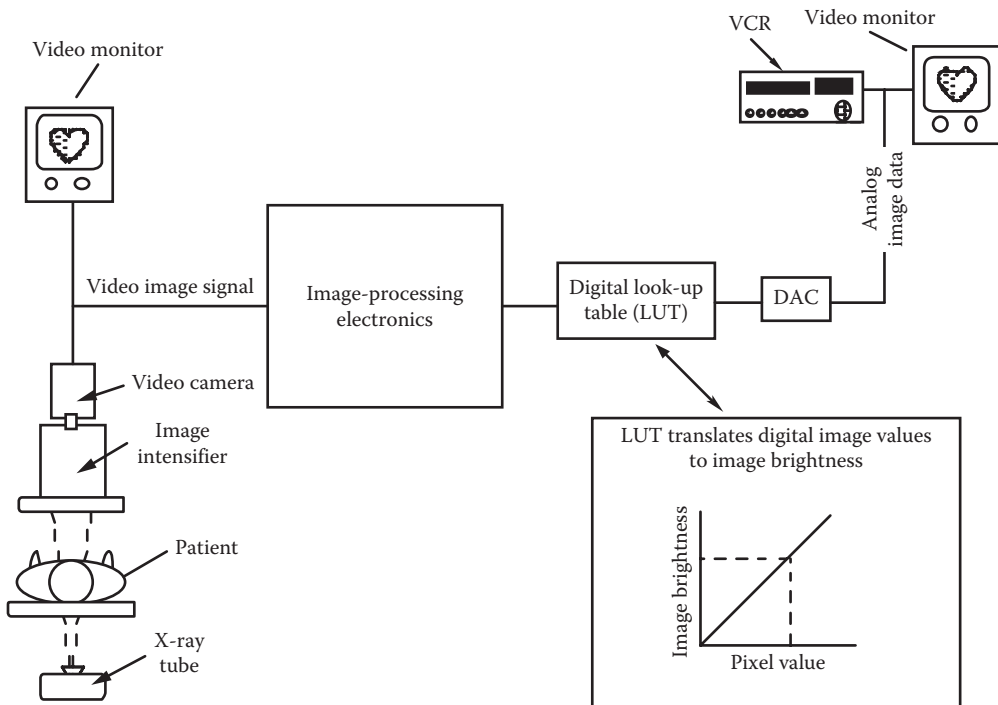 Video monitor
VCR
Video monitor
Analog
image data
Video image signal
Image-processing
electronics
Digital look-up
table (LUT)
DAC
Video camera
Image
intensifier
LUT translates digital image values
to image brightness
Image brightness
Pixel value
Patient
X-ray
tube